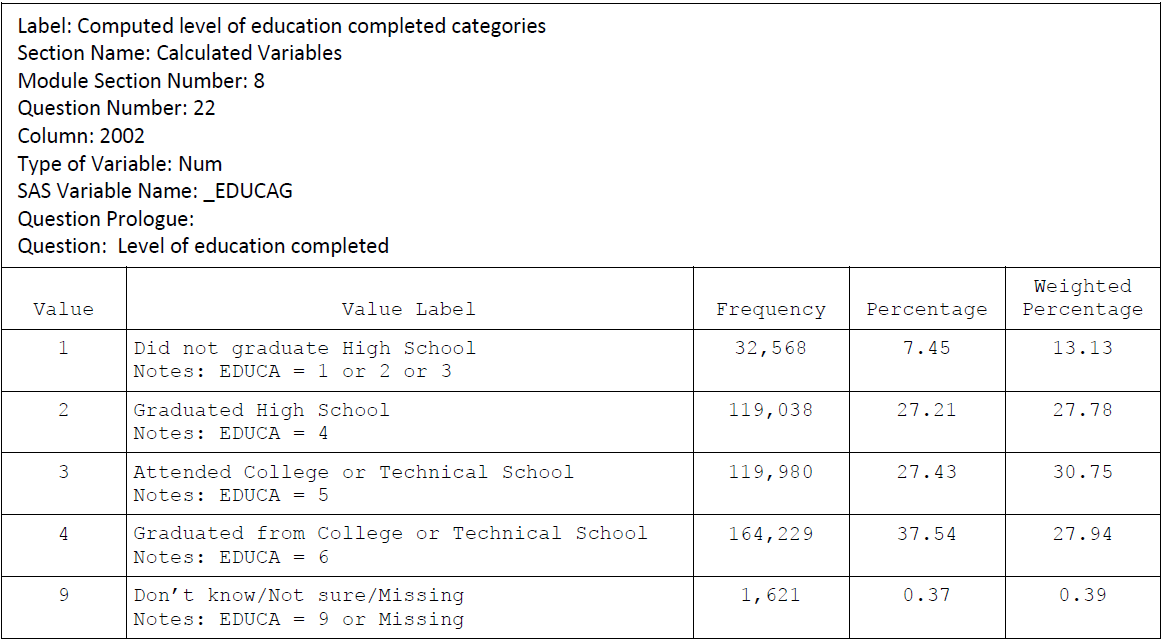 Label: Computed level of education completed categories
Section Name: Calculated Variables
Module Section Number: 8
Question Number: 22
Column: 2002
Type of Variable: Num
SAS Variable Name: _EDUCAG
Question Prologue:
Question:  Level of education completed
Value Value Label Frequency Percentage Weighted Percentage
1 Did not graduate High School 32,568 7.45 13.13
Notes: EDUCA = 1 or 2 or 3
2 Graduated High School 119,038 27.21 27.78
Notes: EDUCA = 4
3 Attended College or Technical School 119,980 27.43 30.75
Notes: EDUCA = 5
4 Graduated from College or Technical School 164,229 37.54 27.94
Notes: EDUCA = 6
9 Don’t know/Not sure/Missing 1,621 0.37 0.39
Notes: EDUCA = 9 or Missing